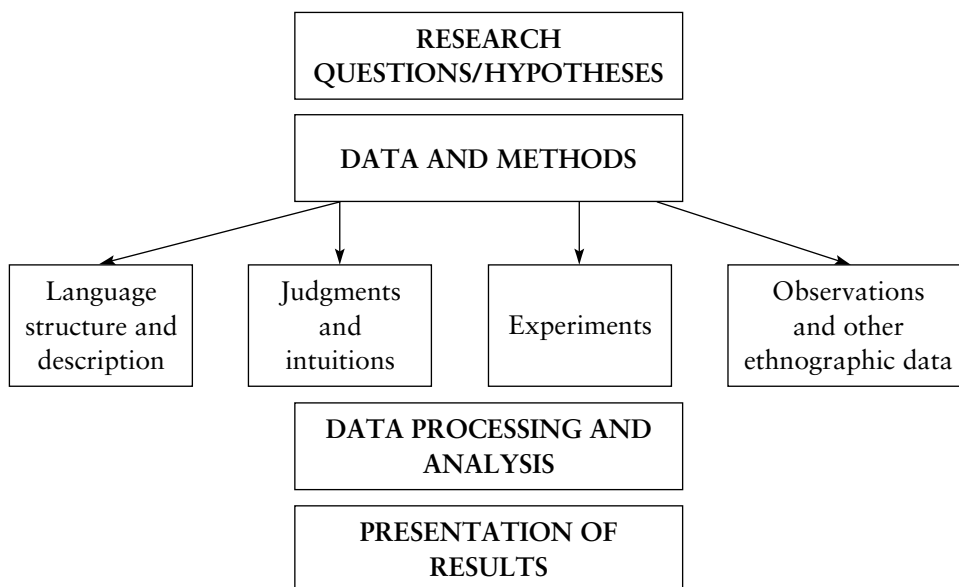 RESEARCH
QUESTIONS/HYPOTHESES
DATA AND METHODS
Language
structure and
description
Judgments
and
intuitions
Experiments
Observations
and other
ethnographic data
DATA PROCESSING AND
ANALYSIS
PRESENTATION OF
RESULTS